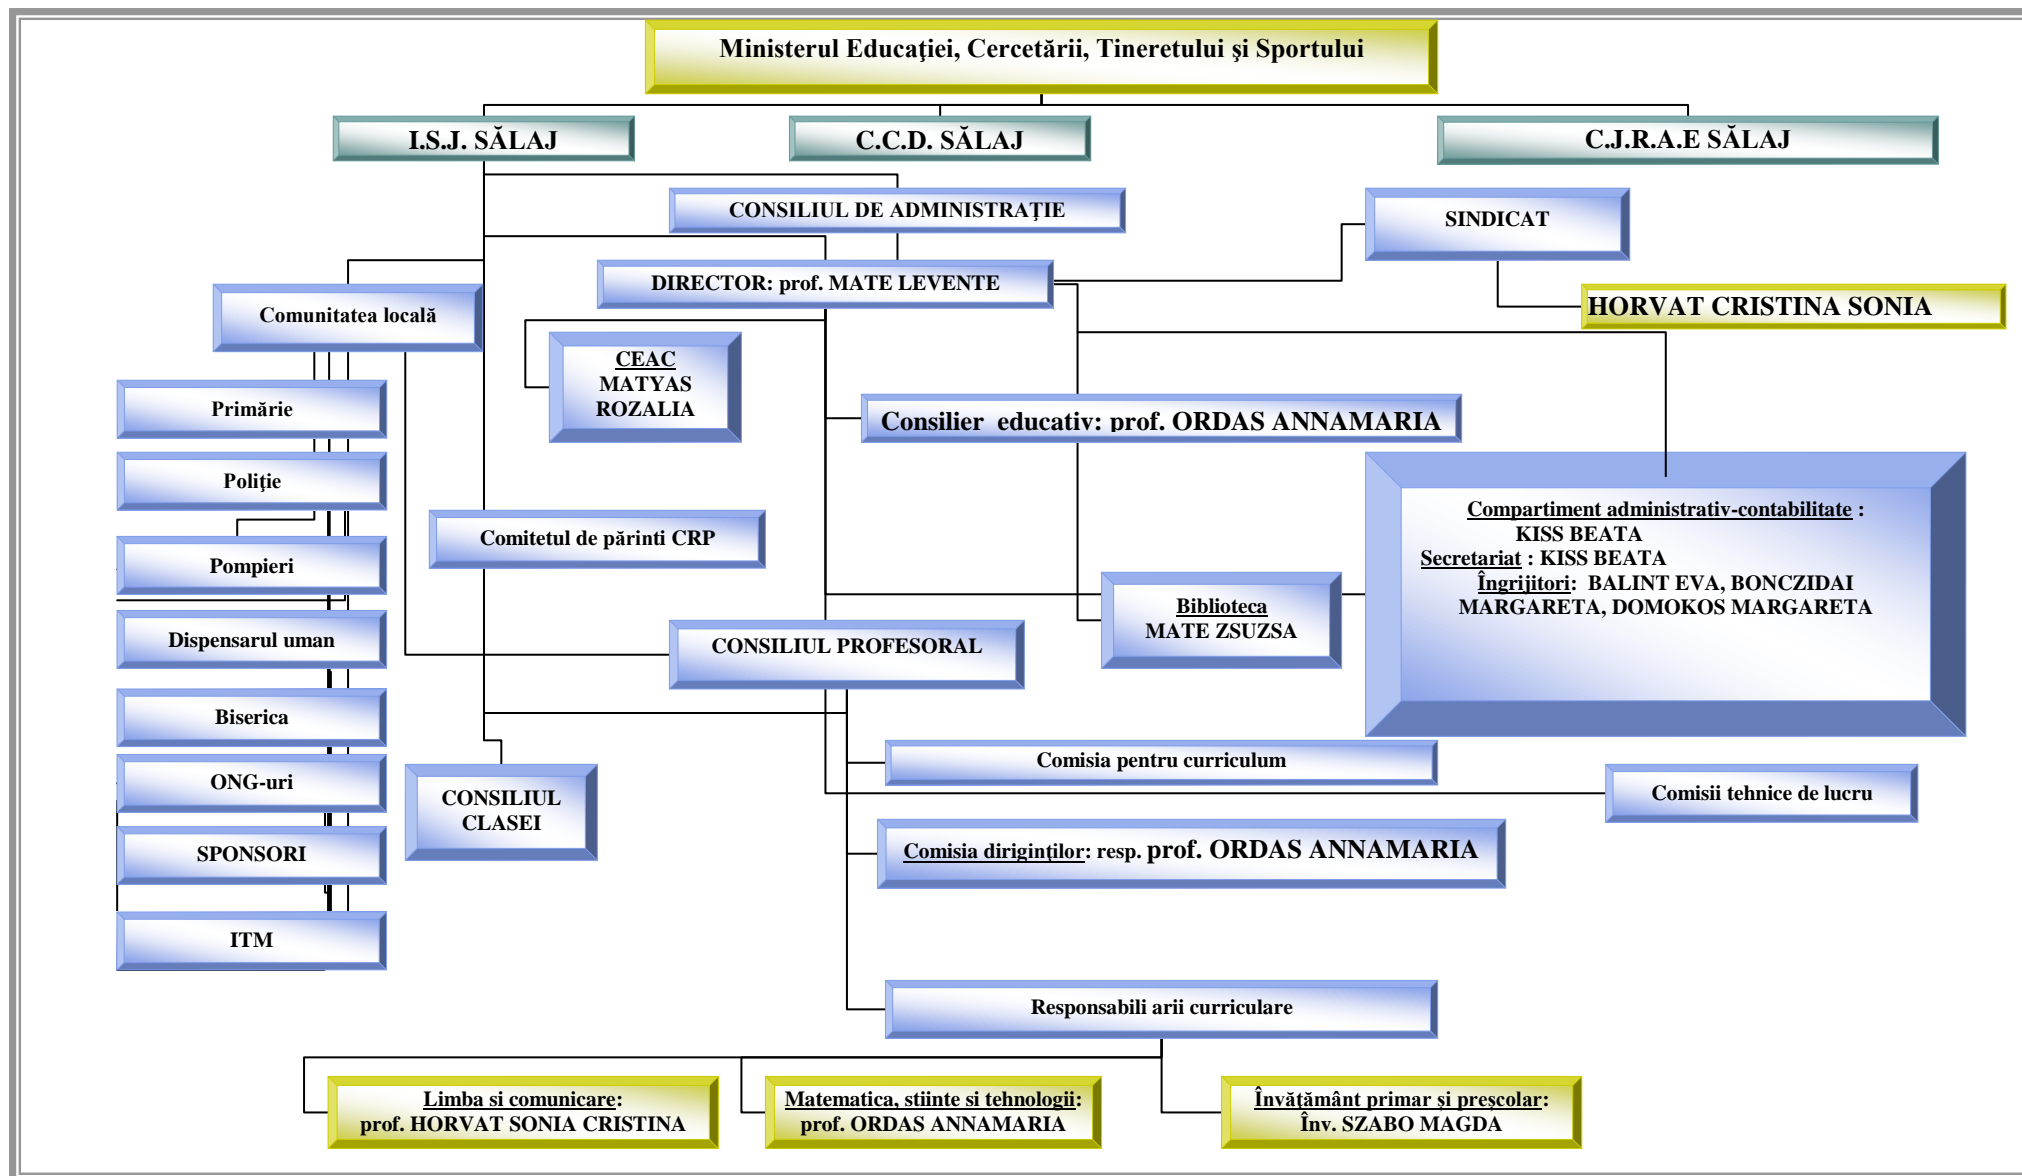 Ministerul Educaţiei, Cercetării, Tineretului şi Sportului
I.S.J. SĂLAJ
C.C.D. SĂLAJ
C.J.R.A.E SĂLAJ
CONSILIUL DE ADMINISTRAŢIE
SINDICAT
DIRECTOR: prof. MATE LEVENTE
HORVAT CRISTINA SONIA
Comunitatea locală
CEAC
MATYAS
ROZALIA
Primărie
Consilier educativ: prof. ORDAS ANNAMARIA
Poliţie
Compartiment administrativ-contabilitate :
KISS BEATA
Secretariat : KISS BEATA
Îngrijitori: BALINT EVA, BONCZIDAI
MARGARETA, DOMOKOS MARGARETA
Comitetul de părinti CRP
Pompieri
Biblioteca
MATE ZSUZSA
Dispensarul uman
CONSILIUL PROFESORAL
Biserica
Comisia pentru curriculum
ONG-uri
CONSILIUL
CLASEI
Comisii tehnice de lucru
SPONSORI
Comisia diriginților: resp. prof. ORDAS ANNAMARIA
ITM
Responsabili arii curriculare
Limba si comunicare:
prof. HORVAT SONIA CRISTINA
Matematica, stiinte si tehnologii:
prof. ORDAS ANNAMARIA
Învățământ primar și preșcolar:
Înv. SZABO MAGDA